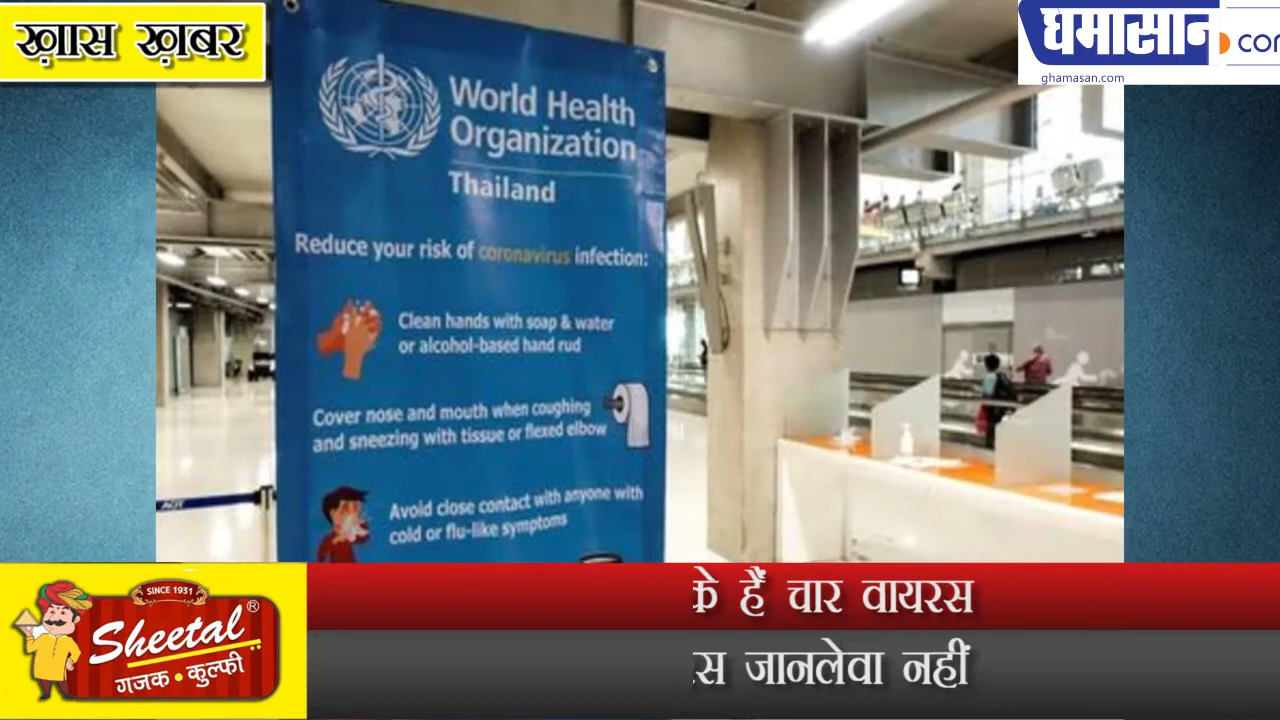 ख़ास ख़बर
घमासान.com
ghamasan.com
World Health
Organization
Thailand
Reduce your risk of coronavirus infection:
Clean hands with soap & water
or alcohol-based hand rud
Cover nose and mouth when coughing
and sneezing with tissue or flexed elbow
Avoid close contact with anyone with
cold or flu-like symptoms
AOT
SINCE 1931
Sheetal®
गजक • कुल्फी
के हैं चार वायरस
स जानलेवा नहीं